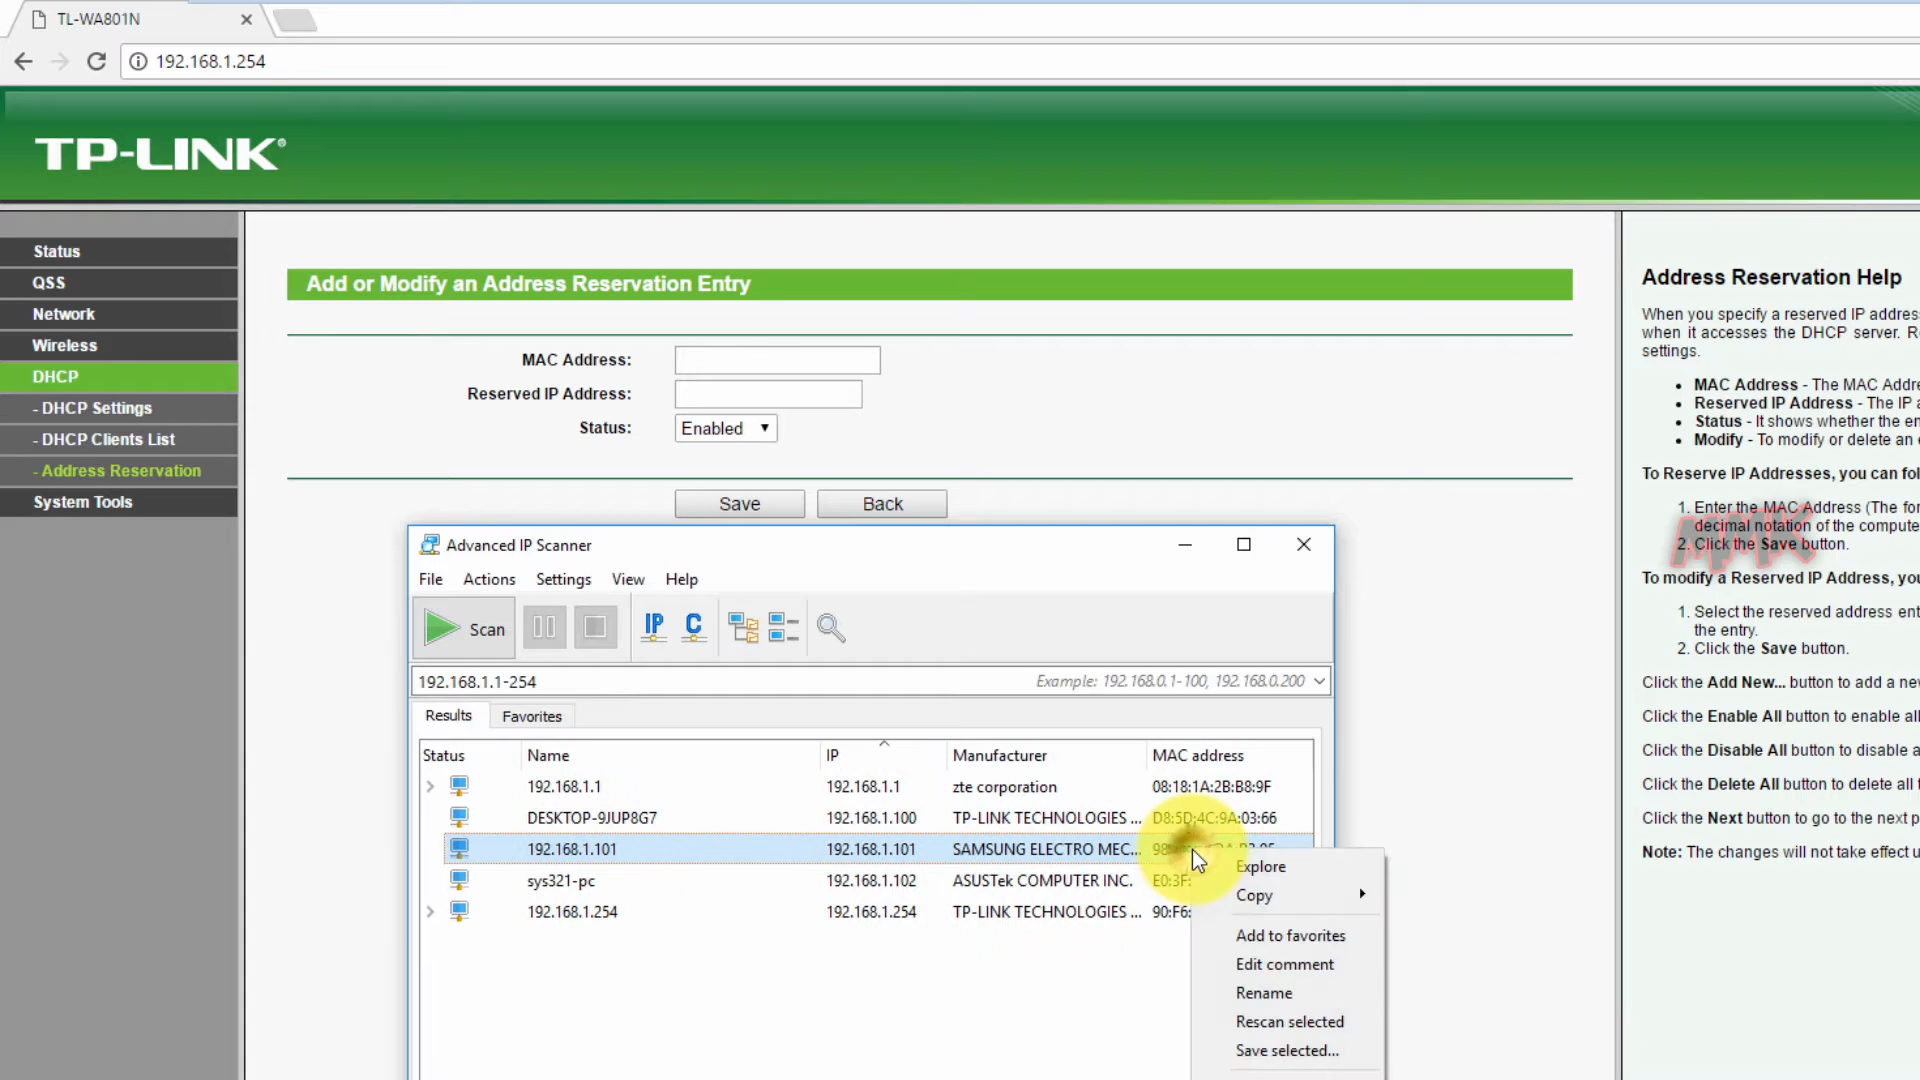 TL-WA801N
192.168.1.254
TP-LINK®
Status
QSS
Network
Wireless
DHCP
- DHCP Settings
- DHCP Clients List
- Address Reservation
System Tools
Add or Modify an Address Reservation Entry
MAC Address:
Reserved IP Address:
Status: Enabled
Save Back
Advanced IP Scanner
File Actions Settings View Help
Scan IP C
192.168.1.1-254 Example: 192.168.0.1-100, 192.168.0.200
Results Favorites
Status Name IP Manufacturer MAC address
192.168.1.1 192.168.1.1 zte corporation 08:18:1A:2B:B8:9F
DESKTOP-9JUP8G7 192.168.1.100 TP-LINK TECHNOLOGIES ... D8:5D:4C:9A:03:66
192.168.1.101 192.168.1.101 SAMSUNG ELECTRO MEC...
sys321-pc 192.168.1.102 ASUSTek COMPUTER INC. E0:3F:
192.168.1.254 192.168.1.254 TP-LINK TECHNOLOGIES ... 90:F6:
Explore
Copy
Add to favorites
Edit comment
Rename
Rescan selected
Save selected...
Address Reservation Help
When you specify a reserved IP address
when it accesses the DHCP server. R
settings.
• MAC Address - The MAC Addre
• Reserved IP Address - The IP a
• Status - It shows whether the en
• Modify - To modify or delete an e
To Reserve IP Addresses, you can fol
1. Enter the MAC Address (The for
decimal notation of the compute
2. Click the Save button.
MMK
To modify a Reserved IP Address, you
1. Select the reserved address ent
the entry.
2. Click the Save button.
Click the Add New... button to add a ne
Click the Enable All button to enable all
Click the Disable All button to disable a
Click the Delete All button to delete all t
Click the Next button to go to the next p
Note: The changes will not take effect u